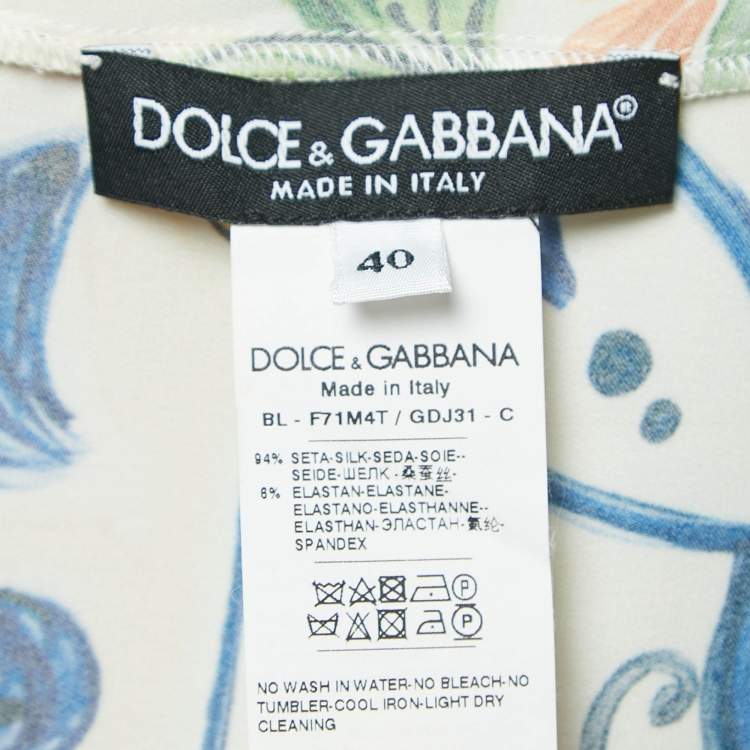 DOLCE & GABBANA®
MADE IN ITALY
40
DOLCE & GABBANA
Made in Italy
BL - F71M4T / GDJ31 - C
94% SETA-SILK-SEDA-SOIE--
SEIDE-ШЕЛК -桑蚕丝-
6% ELASTAN-ELASTANE-
ELASTANO-ELASTHANNE--
ELASTHAN-ЭЛАСТАН-氨纶-
SPANDEX
NO WASH IN WATER-NO BLEACH-NO
TUMBLER-COOL IRON-LIGHT DRY
CLEANING